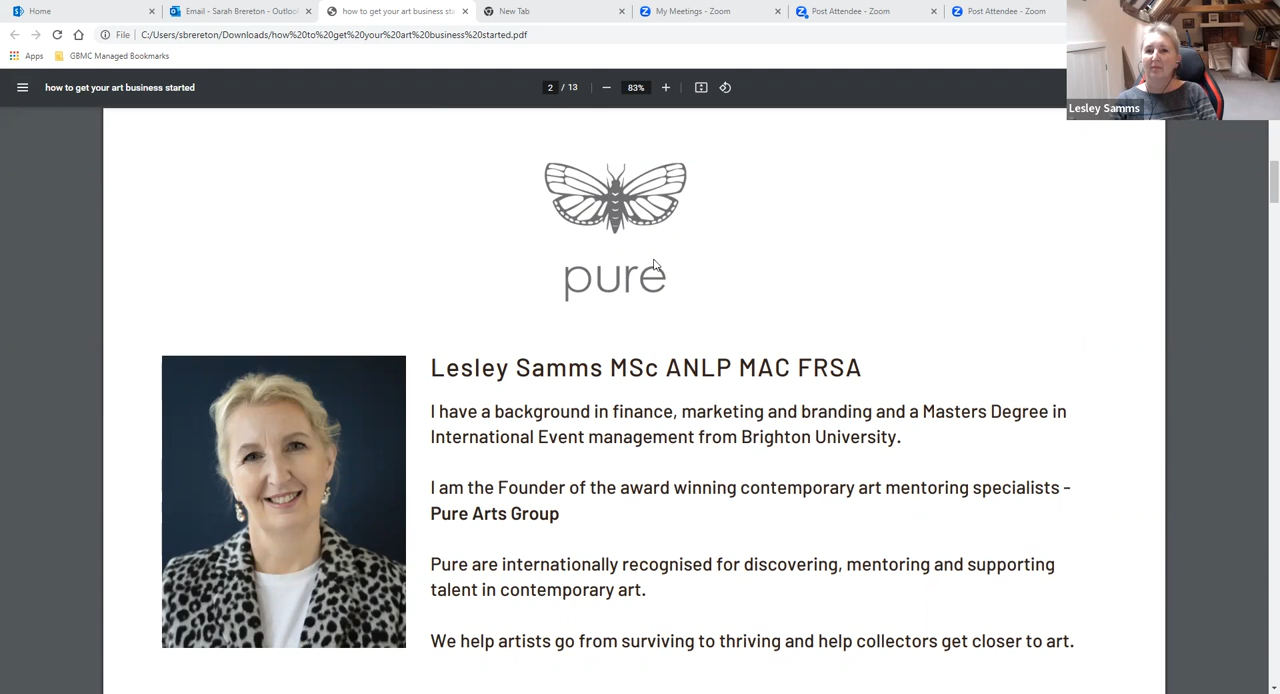 Home
Email - Sarah Brereton - Outlool
how to get your art business sta
New Tab
My Meetings - Zoom
Post Attendee - Zoom
Post Attendee - Zoom
File
C:/Users/sbrereton/Downloads/how%20to%20get%20your%20art%20business%20started.pdf
Apps
GBMC Managed Bookmarks
how to get your art business started
2 / 13
83%
Lesley Samms
pure
Lesley Samms MSc ANLP MAC FRSA
I have a background in finance, marketing and branding and a Masters Degree in
International Event management from Brighton University.
I am the Founder of the award winning contemporary art mentoring specialists -
Pure Arts Group
Pure are internationally recognised for discovering, mentoring and supporting
talent in contemporary art.
We help artists go from surviving to thriving and help collectors get closer to art.